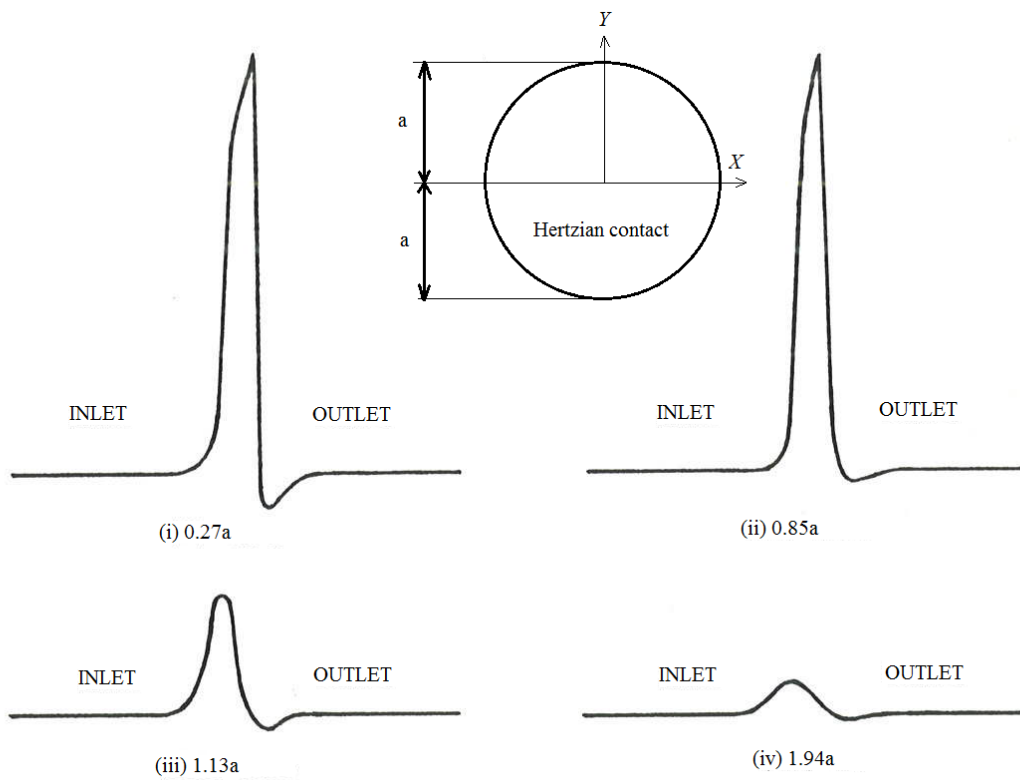 Y
a
X
a
Hertzian contact
INLET
OUTLET
(i) 0.27a
INLET
OUTLET
(ii) 0.85a
INLET
OUTLET
(iii) 1.13a
INLET
OUTLET
(iv) 1.94a